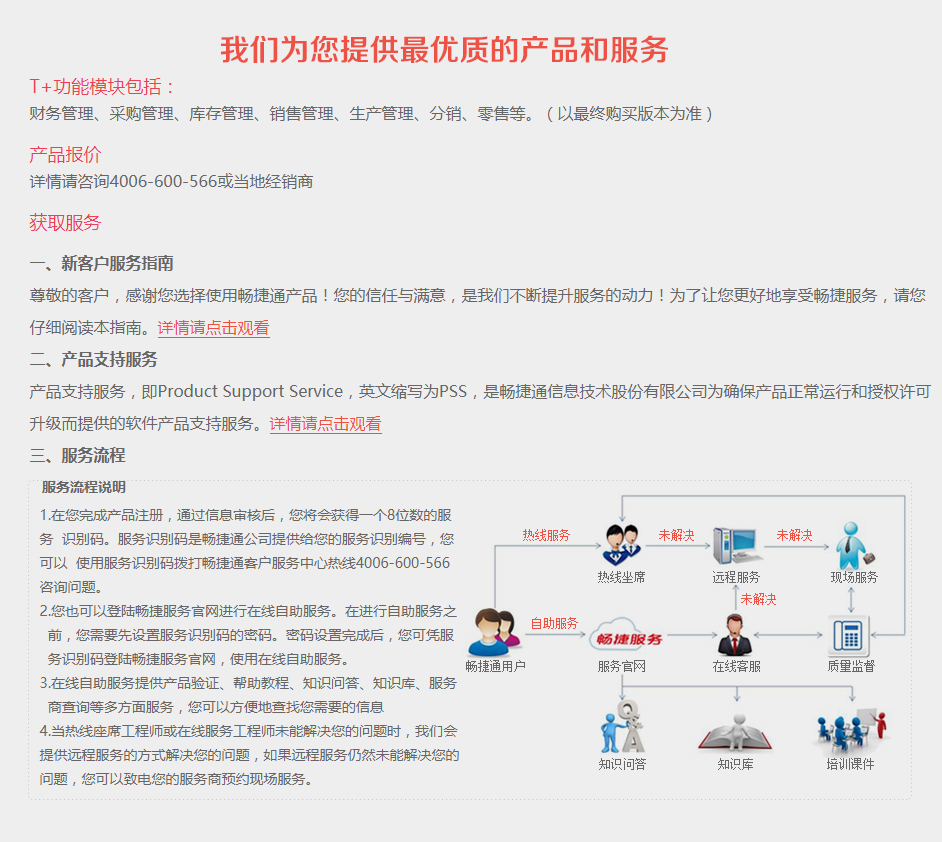 我们为您提供最优质的产品和服务
T+功能模块包括：
财务管理、采购管理、库存管理、销售管理、生产管理、分销、零售等。（以最终购买版本为准）
产品报价
详情请咨询4006-600-566或当地经销商
获取服务
一、新客户服务指南
尊敬的客户，感谢您选择使用畅捷通产品！您的信任与满意，是我们不断提升服务的动力！为了让您更好地享受畅捷服务，请您
仔细阅读本指南。详情请点击观看
二、产品支持服务
产品支持服务，即Product Support Service，英文缩写为PSS，是畅捷通信息技术股份有限公司为确保产品正常运行和授权许可
升级而提供的软件产品支持服务。详情请点击观看
三、服务流程
服务流程说明
1.在您完成产品注册，通过信息审核后，您将会获得一个8位数的服
务 识别码。服务识别码是畅捷通公司提供给您的服务识别编号，您
可以 使用服务识别码拨打畅捷通客户服务中心热线4006-600-566
咨询问题。
2.您也可以登陆畅捷服务官网进行在线自助服务。在进行自助服务之
前，您需要先设置服务识别码的密码。密码设置完成后，您可凭服
务识别码登陆畅捷服务官网，使用在线自助服务。
3.在线自助服务提供产品验证、帮助教程、知识问答、知识库、服务
商查询等多方面服务，您可以方便地查找您需要的信息
4.当热线座席工程师或在线服务工程师未能解决您的问题时，我们会
提供远程服务的方式解决您的问题，如果远程服务仍然未能解决您的
问题，您可以致电您的服务商预约现场服务。
热线服务
未解决
未解决
热线坐席
远程服务
现场服务
未解决
自助服务
畅捷服务
畅捷通用户
服务官网
在线客服
质量监督
Q
A
知识问答
知识库
培训课件